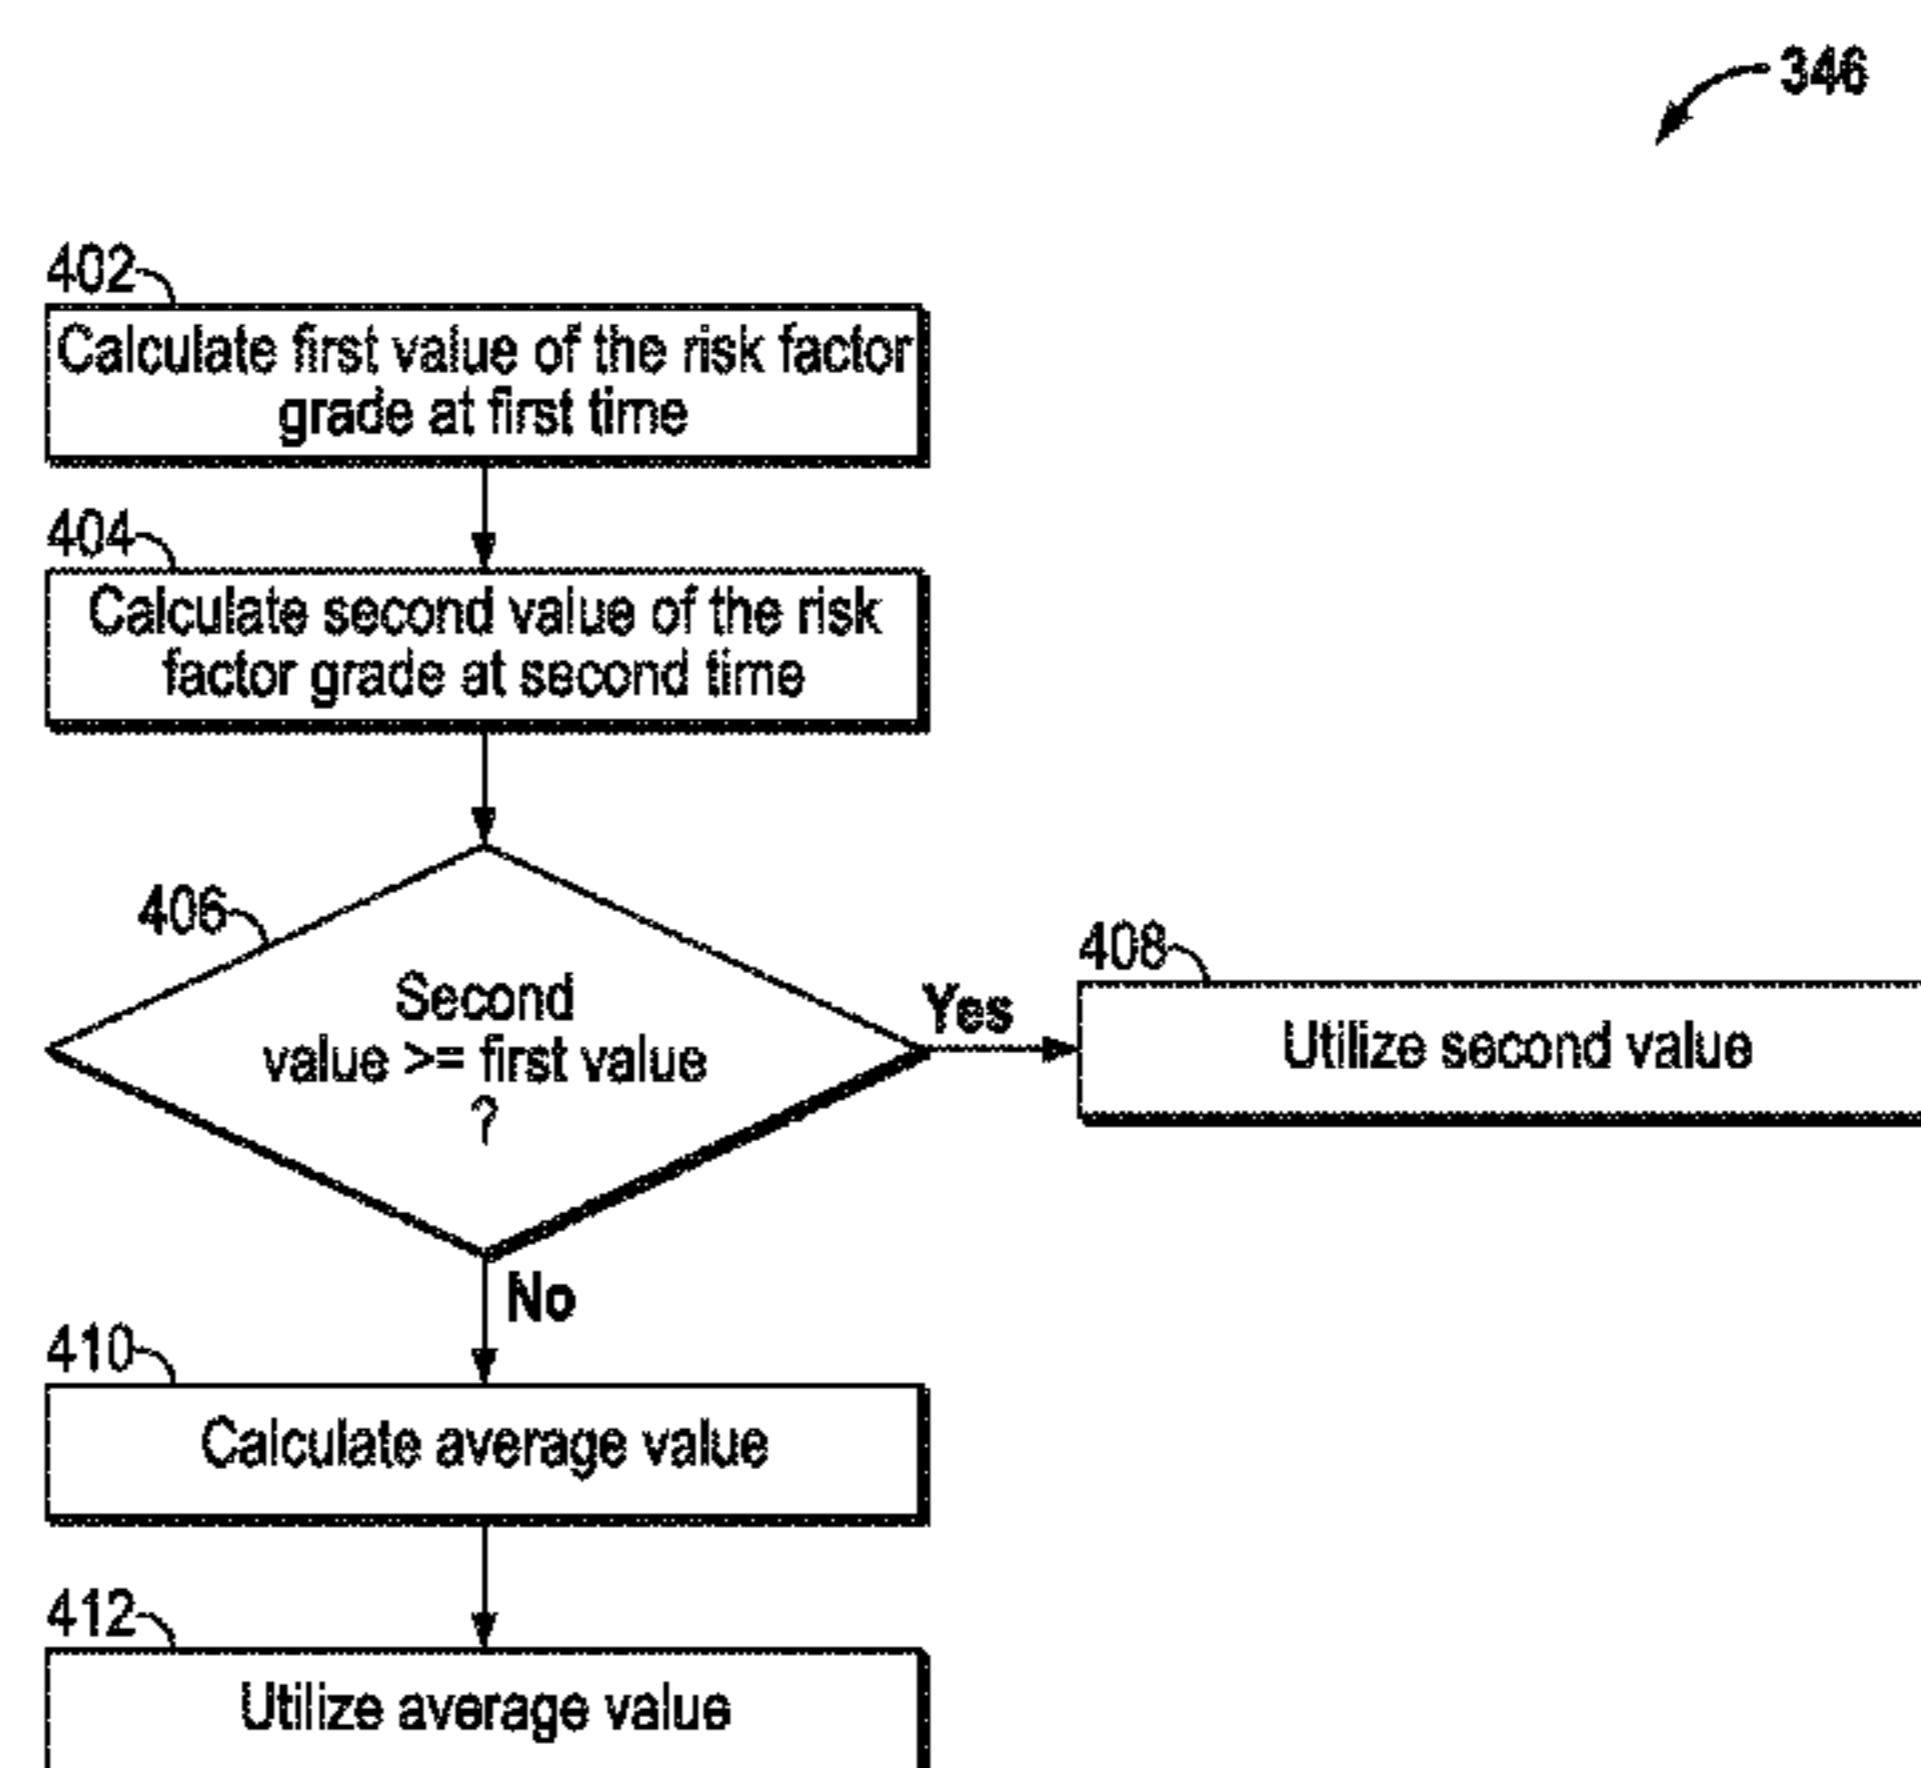 346
402
Calculate first value of the risk factor
grade at first time
404
Calculate second value of the risk
factor grade at second time
406
Second
value >= first value
?
Yes
408
Utilize second value
No
410
Calculate average value
412
Utilize average value